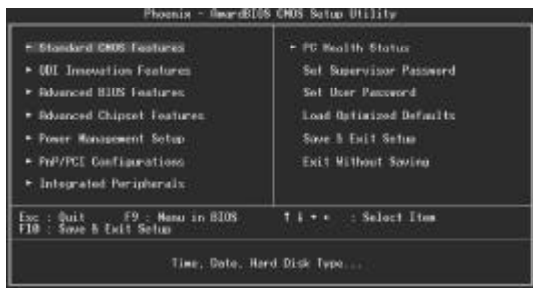 Phoenix - AwardBIOS CMOS Setup Utility
► Standard CMOS Features
► QDI Innovation Features
► Advanced BIOS Features
► Advanced Chipset Features
► Power Management Setup
► PnP/PCI Configurations
► Integrated Peripherals
► PC Health Status
Set Supervisor Password
Set User Password
Load Optimized Defaults
Save & Exit Setup
Exit Without Saving
Esc : Quit F9 : Menu in BIOS ↑ ↓ → ← : Select Item
F10 : Save & Exit Setup
Time, Date, Hard Disk Type...